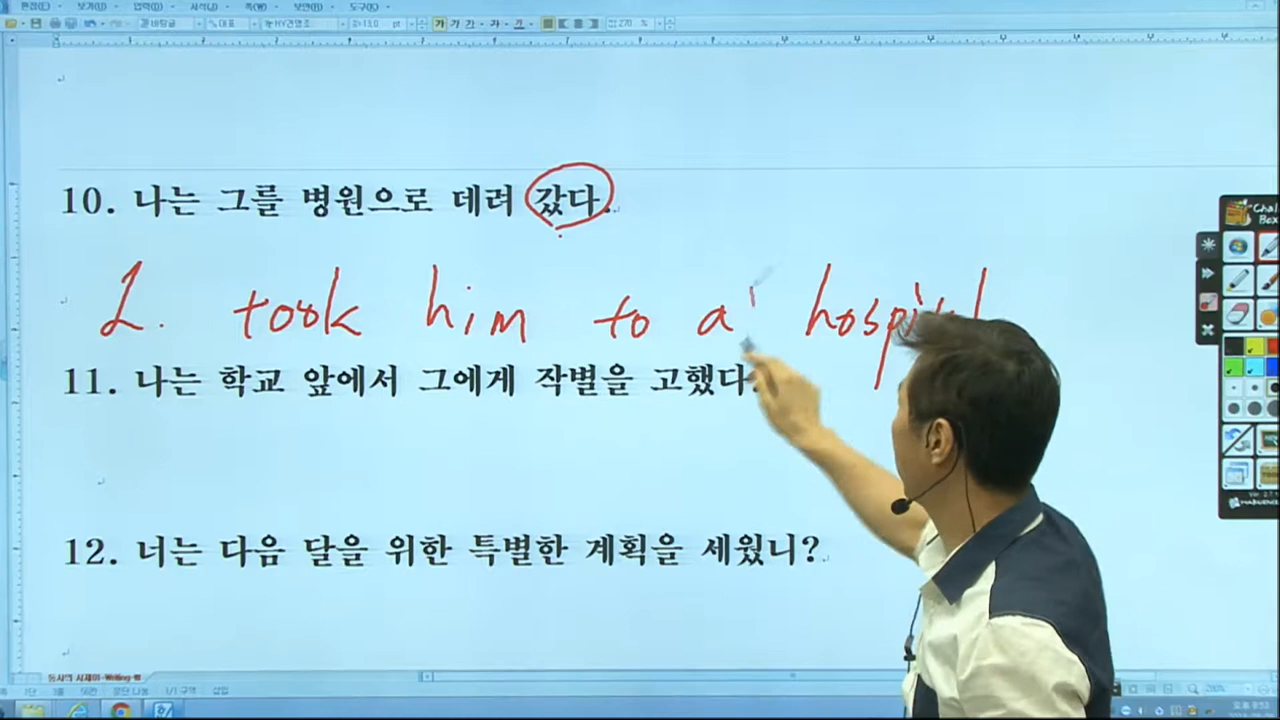 10. 나는 그를 병원으로 데려 갔다.
I. took him to a hospital
11. 나는 학교 앞에서 그에게 작별을 고했다.
12. 너는 다음 달을 위한 특별한 계획을 세웠니?